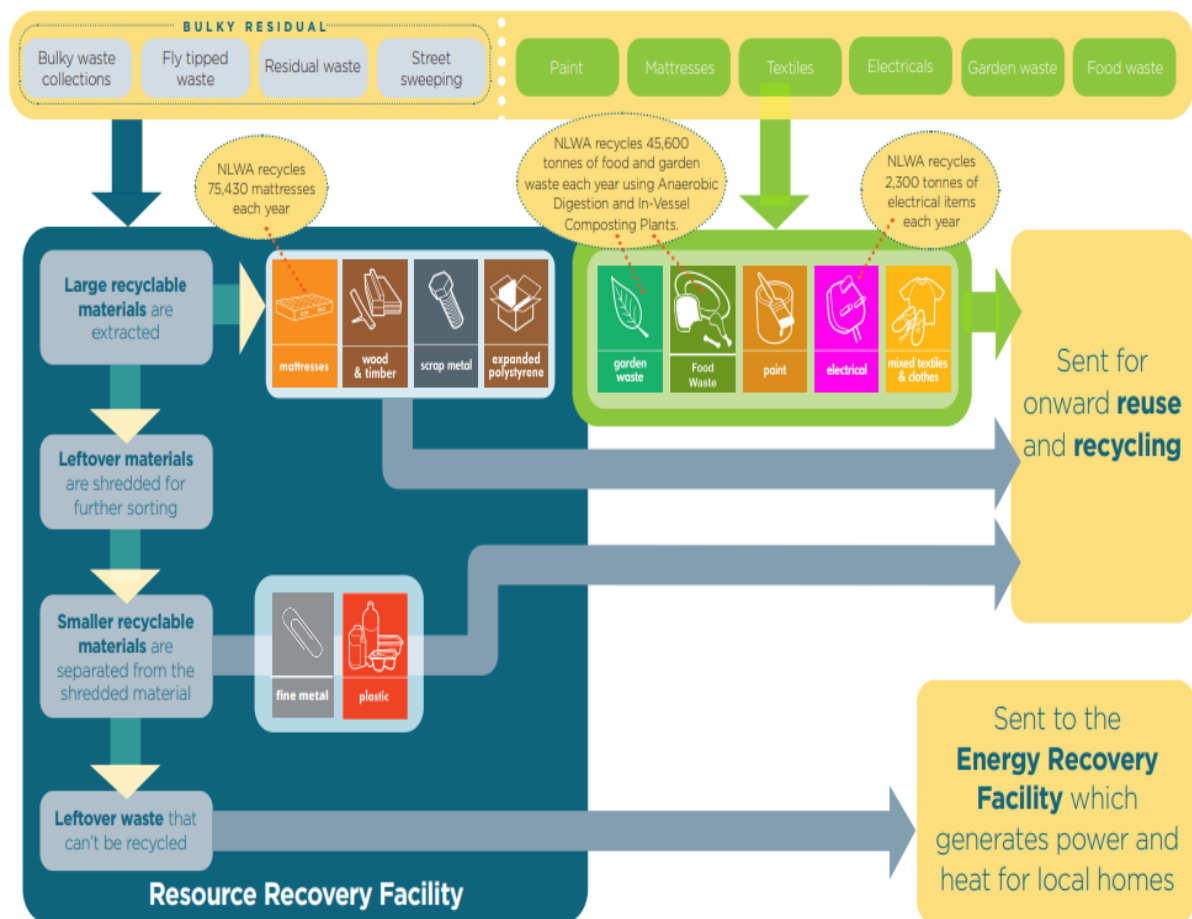 BULKY RESIDUAL
Bulky waste
collections
Fly tipped
waste
Residual waste
Street
sweeping
Paint
Mattresses
Textiles
Electricals
Garden waste
Food waste
NLWA recycles
75,430 mattresses
each year
NLWA recycles 45,600
tonnes of food and garden
waste each year using Anaerobic
Digestion and In-Vessel
Composting Plants.
NLWA recycles
2,300 tonnes of
electrical items
each year
Large recyclable
materials are
extracted
mattresses
wood
& timber
scrap metal
expanded
polystyrene
garden
waste
Food
Waste
paint
electrical
mixed textiles
& clothes
Sent for
onward reuse
and recycling
Leftover materials
are shredded for
further sorting
Smaller recyclable
materials are
separated from the
shredded material
fine metal
plastic
Leftover waste that
can't be recycled
Sent to the
Energy Recovery
Facility which
generates power and
heat for local homes
Resource Recovery Facility